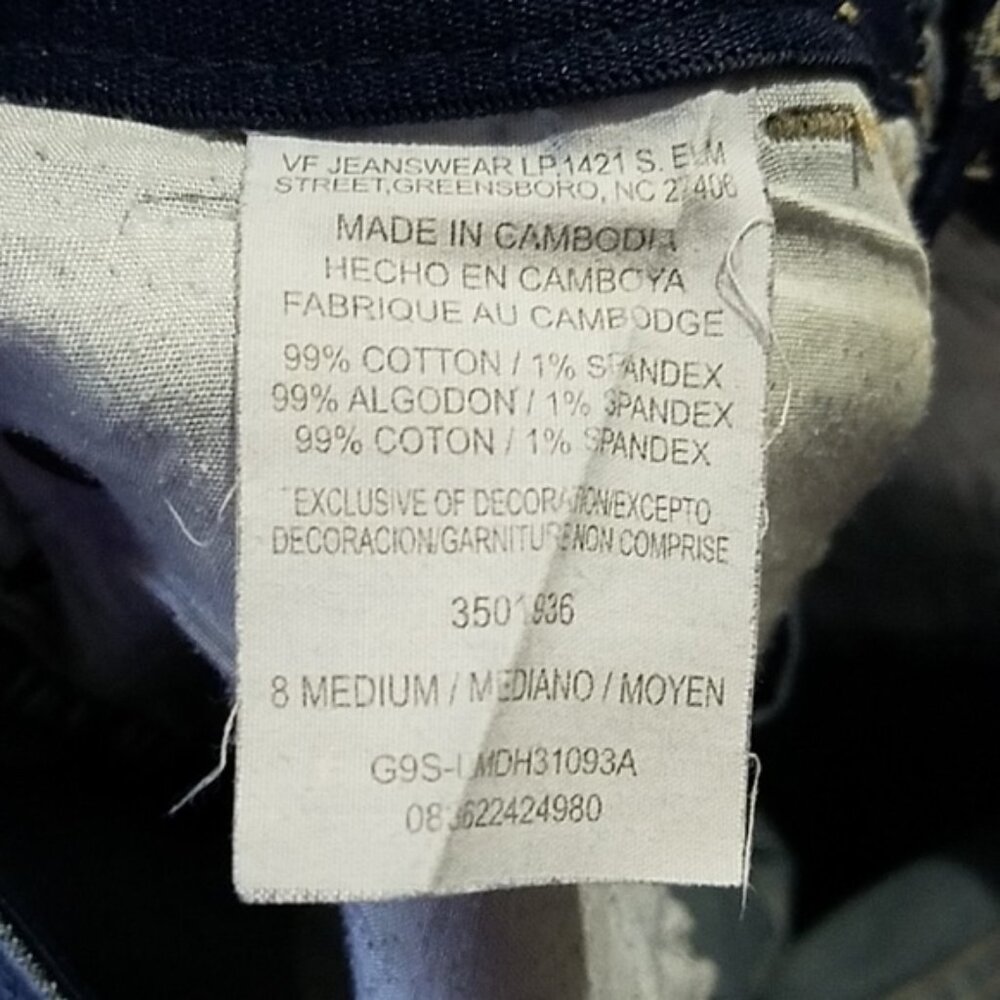 VF JEANSWEAR LP,1421 S. ELM
STREET,GREENSBORO, NC 27406
MADE IN CAMBODIA
HECHO EN CAMBOYA
FABRIQUE AU CAMBODGE
99% COTTON / 1% SPANDEX
99% ALGODON / 1% SPANDEX
99% COTON / 1% SPANDEX
*EXCLUSIVE OF DECORATION/EXCEPTO
DECORACION/GARNITURE NON COMPRISE
8 MEDIUM / MEDIANO / MOYEN